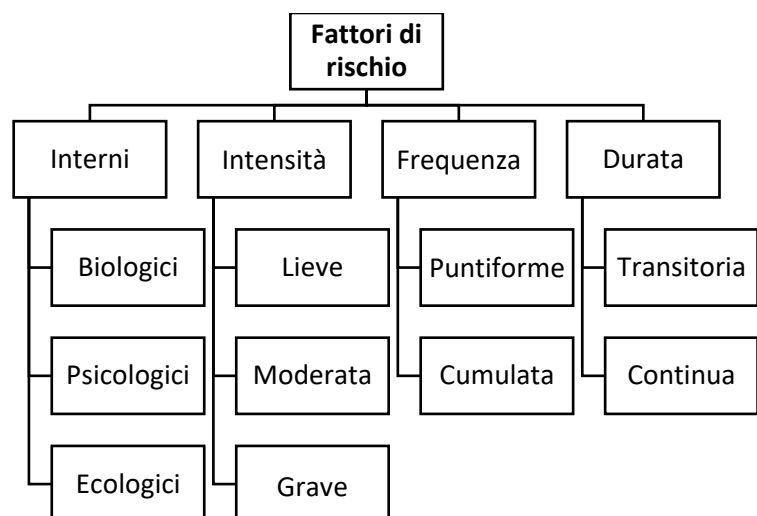 Fattori di
rischio
Interni
Intensità
Frequenza
Durata
Biologici
Lieve
Puntiforme
Transitoria
Psicologici
Moderata
Cumulata
Continua
Ecologici
Grave